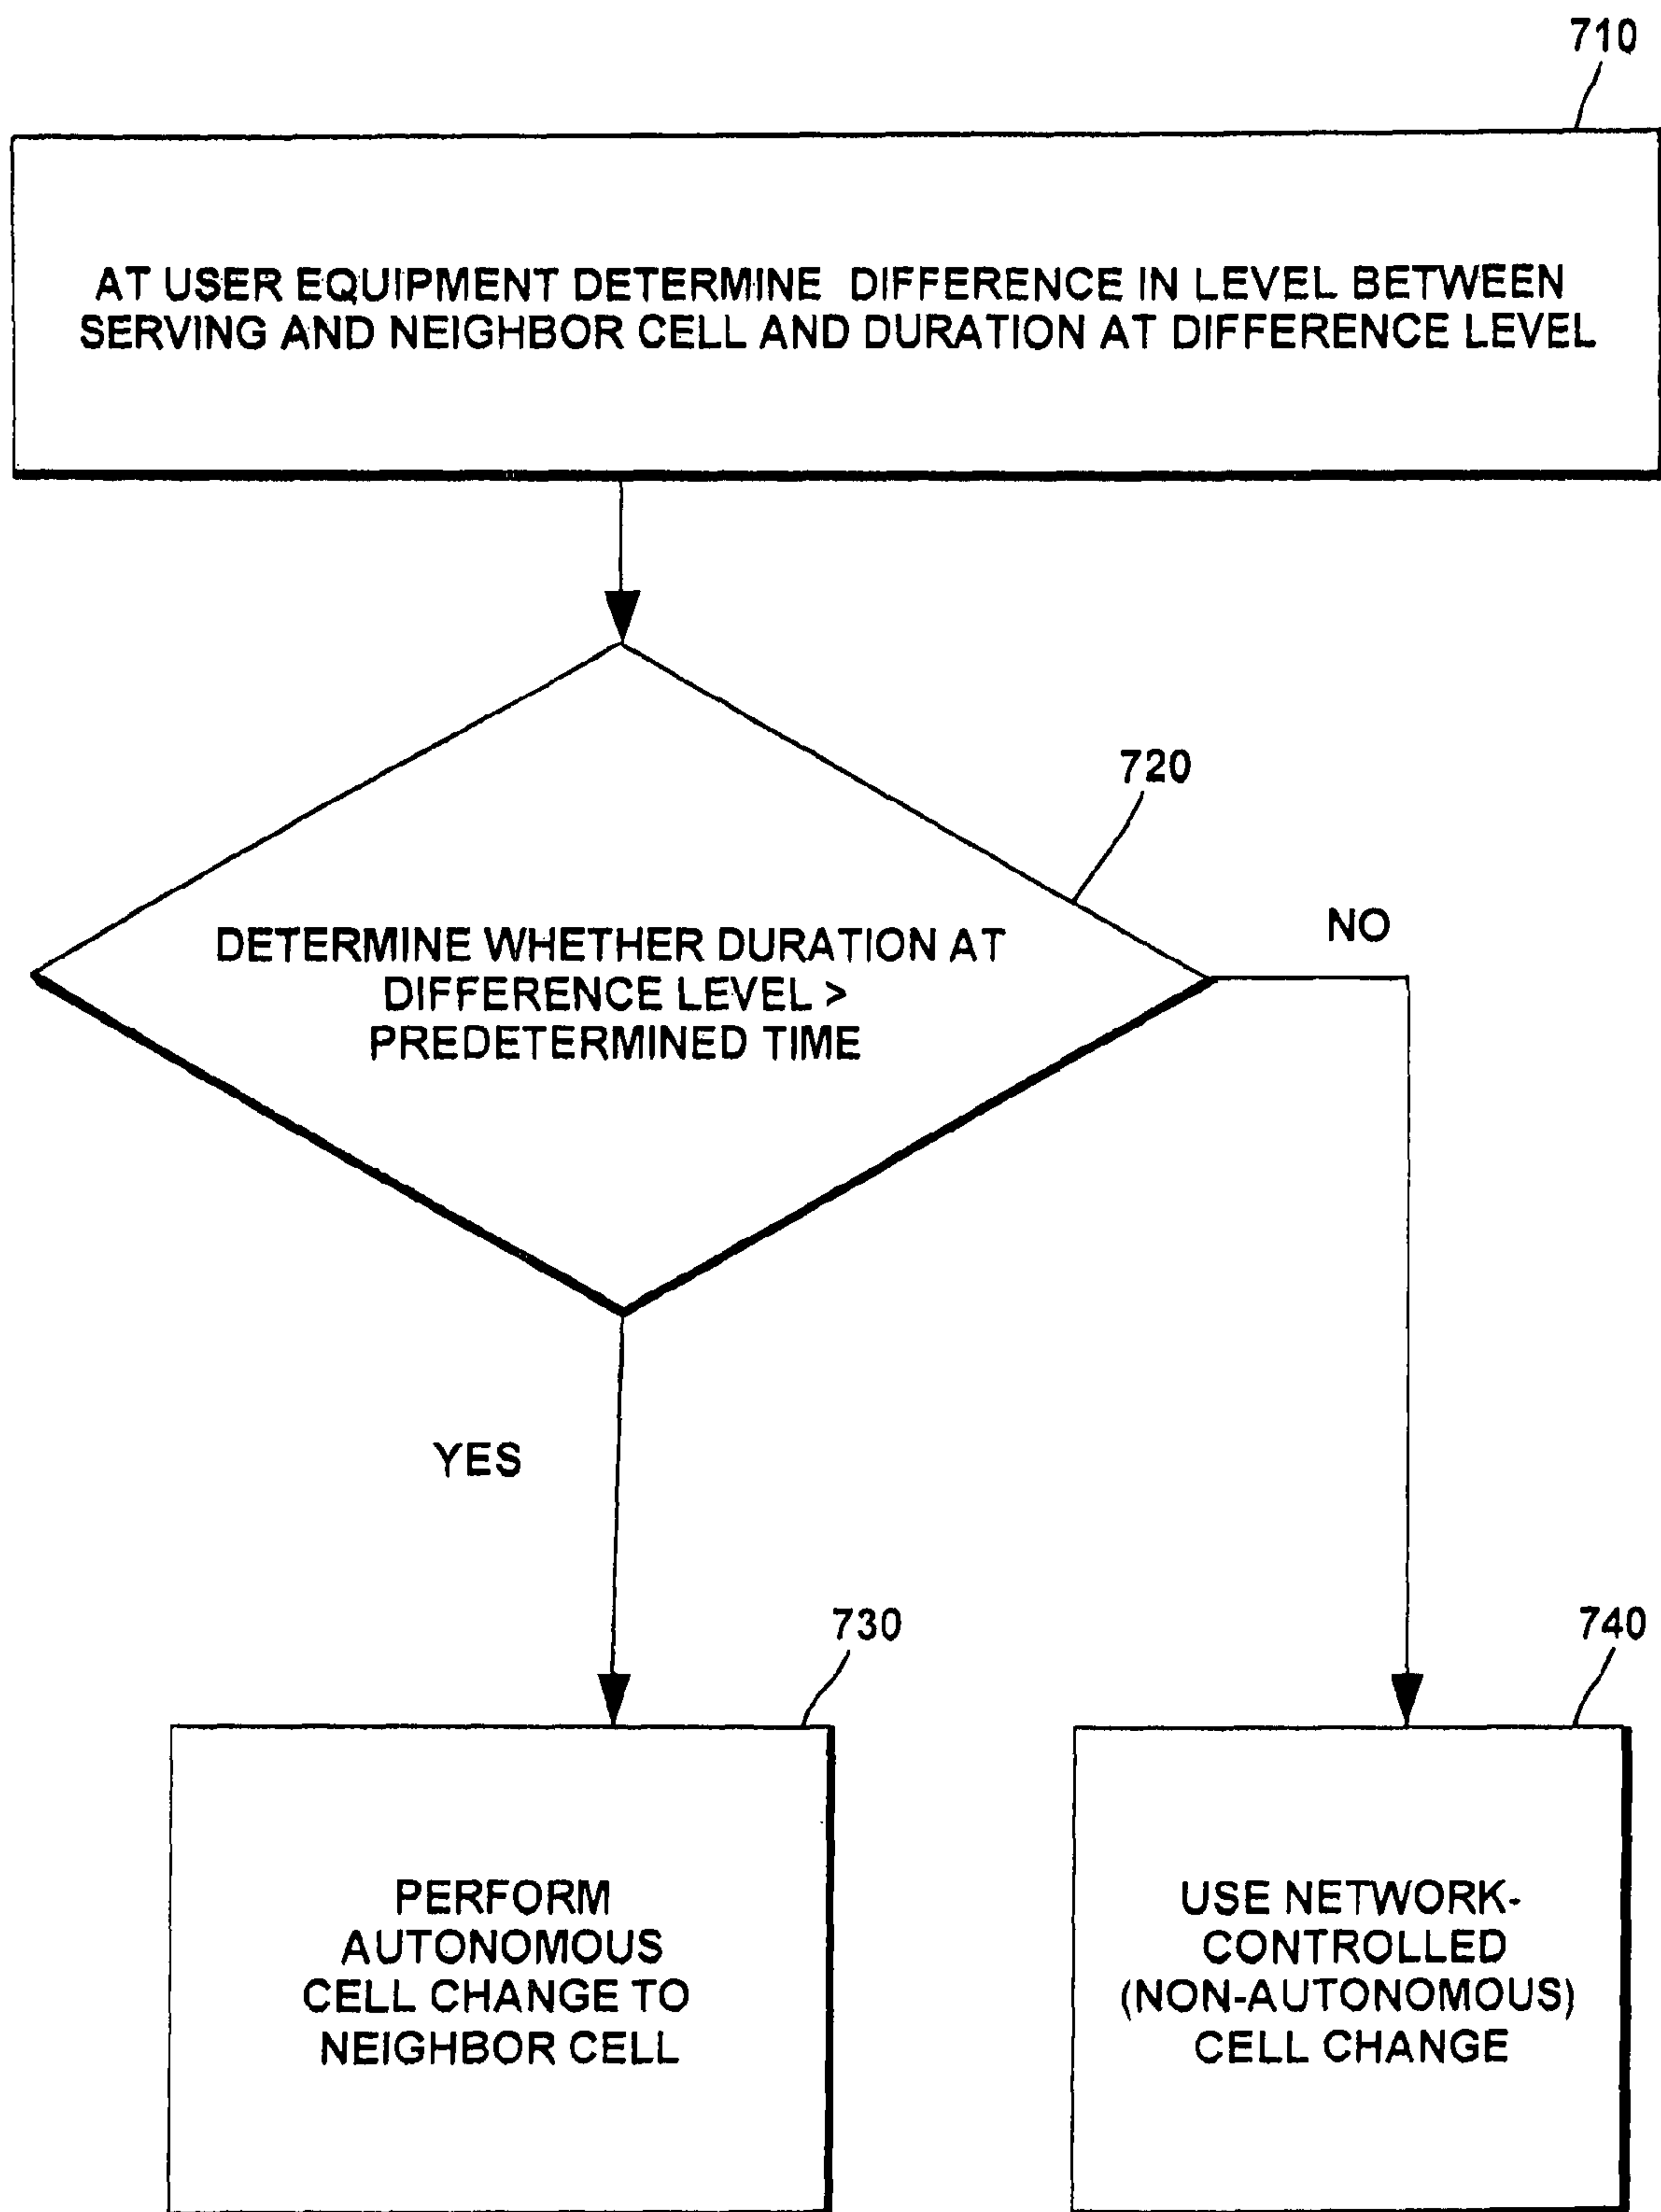 710
AT USER EQUIPMENT DETERMINE DIFFERENCE IN LEVEL BETWEEN
SERVING AND NEIGHBOR CELL AND DURATION AT DIFFERENCE LEVEL
720
DETERMINE WHETHER DURATION AT
DIFFERENCE LEVEL >
PREDETERMINED TIME
NO
YES
730
PERFORM
AUTONOMOUS
CELL CHANGE TO
NEIGHBOR CELL
740
USE NETWORK-
CONTROLLED
(NON-AUTONOMOUS)
CELL CHANGE